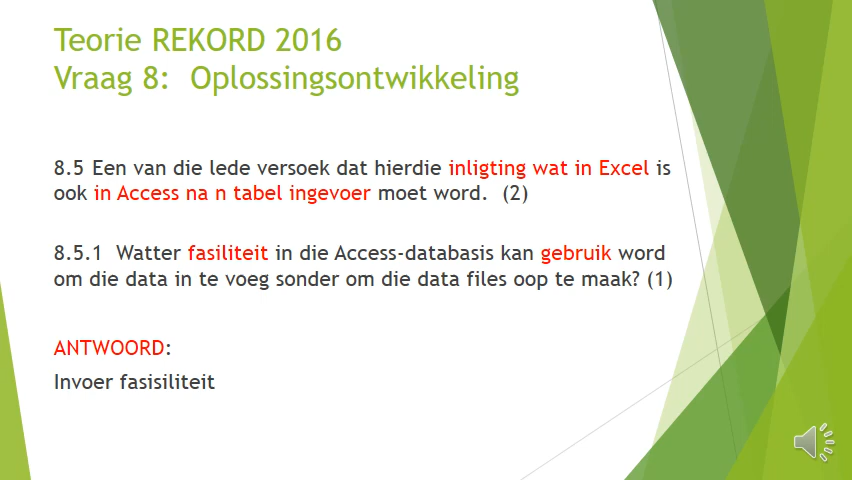 Teorie REKORD 2016
Vraag 8: Oplossingsontwikkeling
8.5 Een van die lede versoek dat hierdie inligting wat in Excel is
ook in Access na n tabel ingevoer moet word. (2)
8.5.1 Watter fasiliteit in die Access-databasis kan gebruik word
om die data in te voeg sonder om die data files oop te maak? (1)
ANTWOORD:
Invoer fasisiliteit